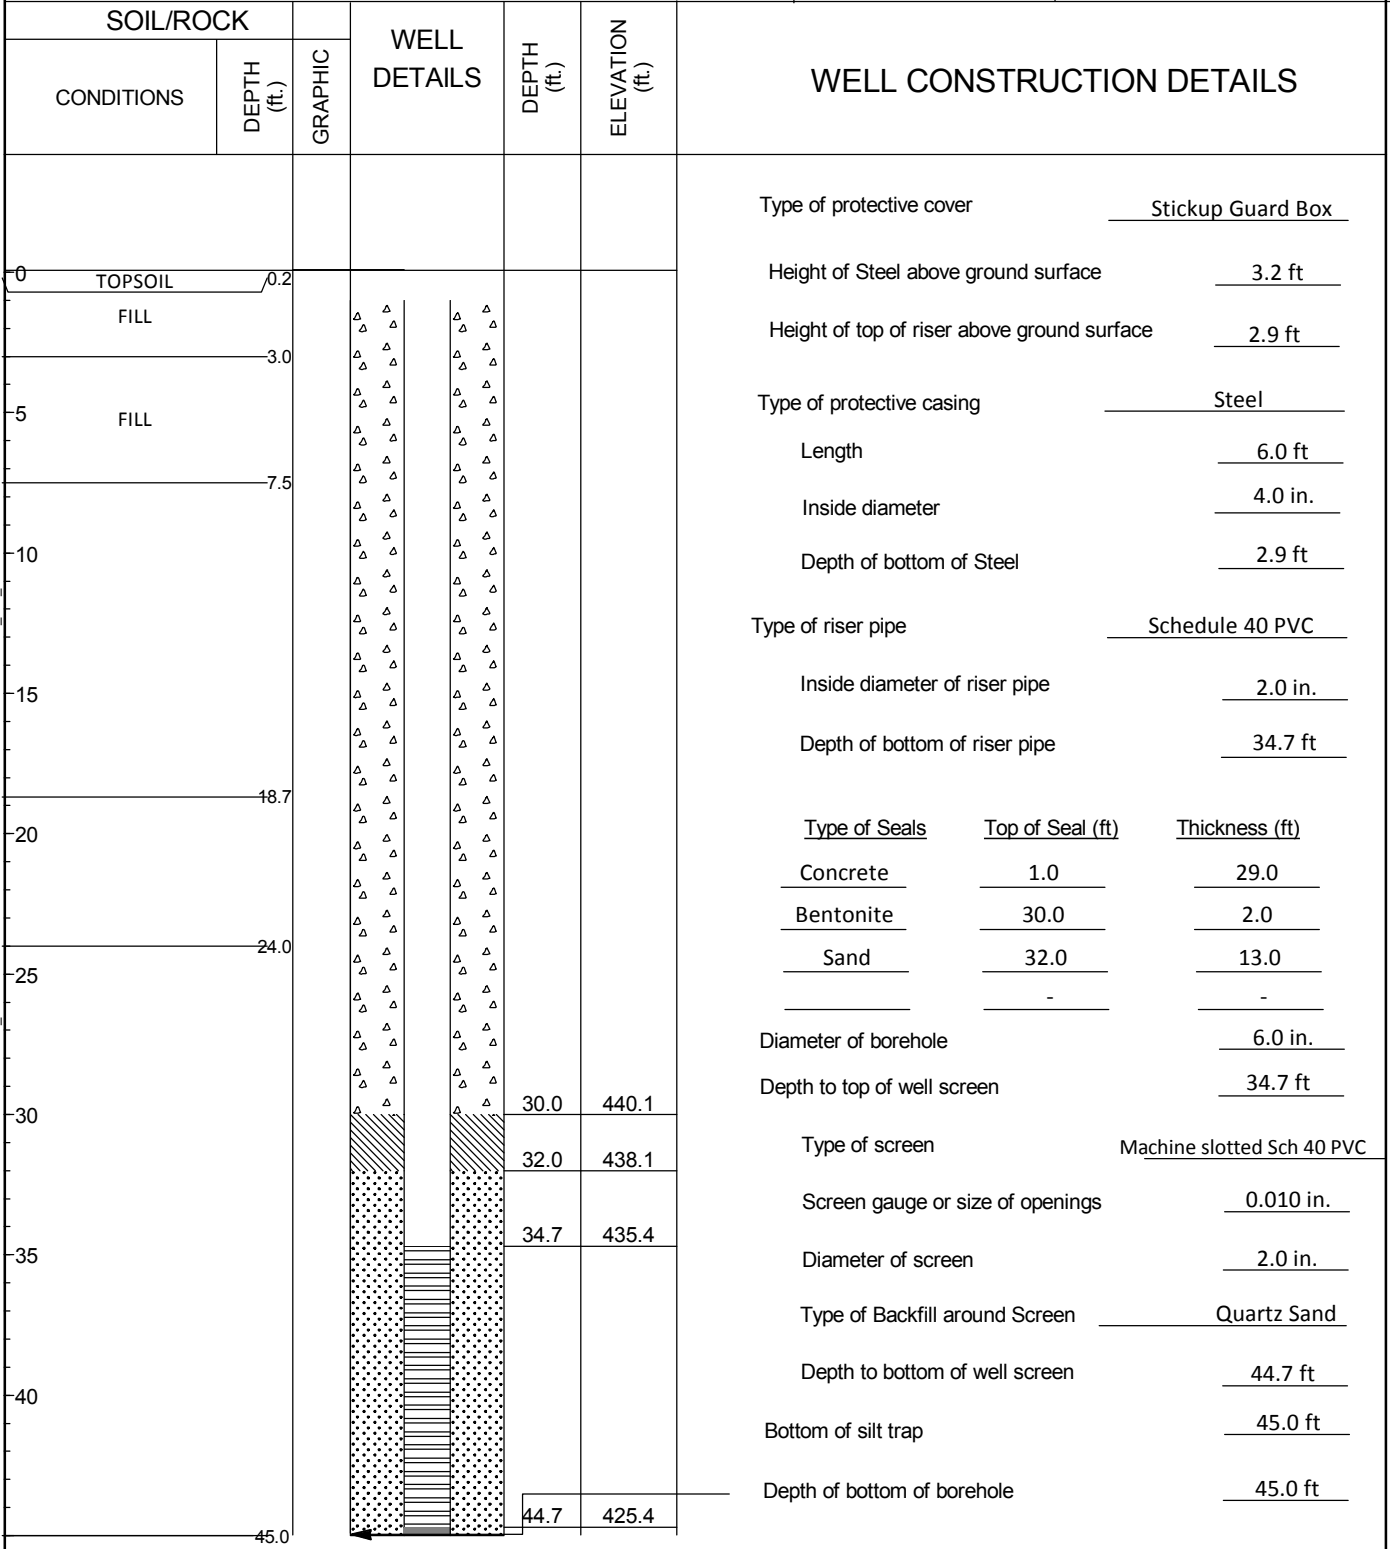 SOIL/ROCK
CONDITIONS
DEPTH (ft.)
GRAPHIC
WELL
DETAILS
DEPTH (ft.)
ELEVATION (ft.)
WELL CONSTRUCTION DETAILS
Type of protective cover Stickup Guard Box
0 TOPSOIL 0.2
Height of Steel above ground surface 3.2 ft
FILL
Height of top of riser above ground surface 2.9 ft
3.0
5 FILL
Type of protective casing Steel
Length 6.0 ft
7.5
Inside diameter 4.0 in.
10
Depth of bottom of Steel 2.9 ft
Type of riser pipe Schedule 40 PVC
15
Inside diameter of riser pipe 2.0 in.
Depth of bottom of riser pipe 34.7 ft
18.7
20
Type of Seals Top of Seal (ft) Thickness (ft)
Concrete 1.0 29.0
Bentonite 30.0 2.0
24.0
Sand 32.0 13.0
25
- -
Diameter of borehole 6.0 in.
Depth to top of well screen 34.7 ft
30 30.0 440.1
Type of screen Machine slotted Sch 40 PVC
32.0 438.1
Screen gauge or size of openings 0.010 in.
34.7 435.4
35
Diameter of screen 2.0 in.
Type of Backfill around Screen Quartz Sand
Depth to bottom of well screen 44.7 ft
40
Bottom of silt trap 45.0 ft
Depth of bottom of borehole 45.0 ft
44.7 425.4
45.0